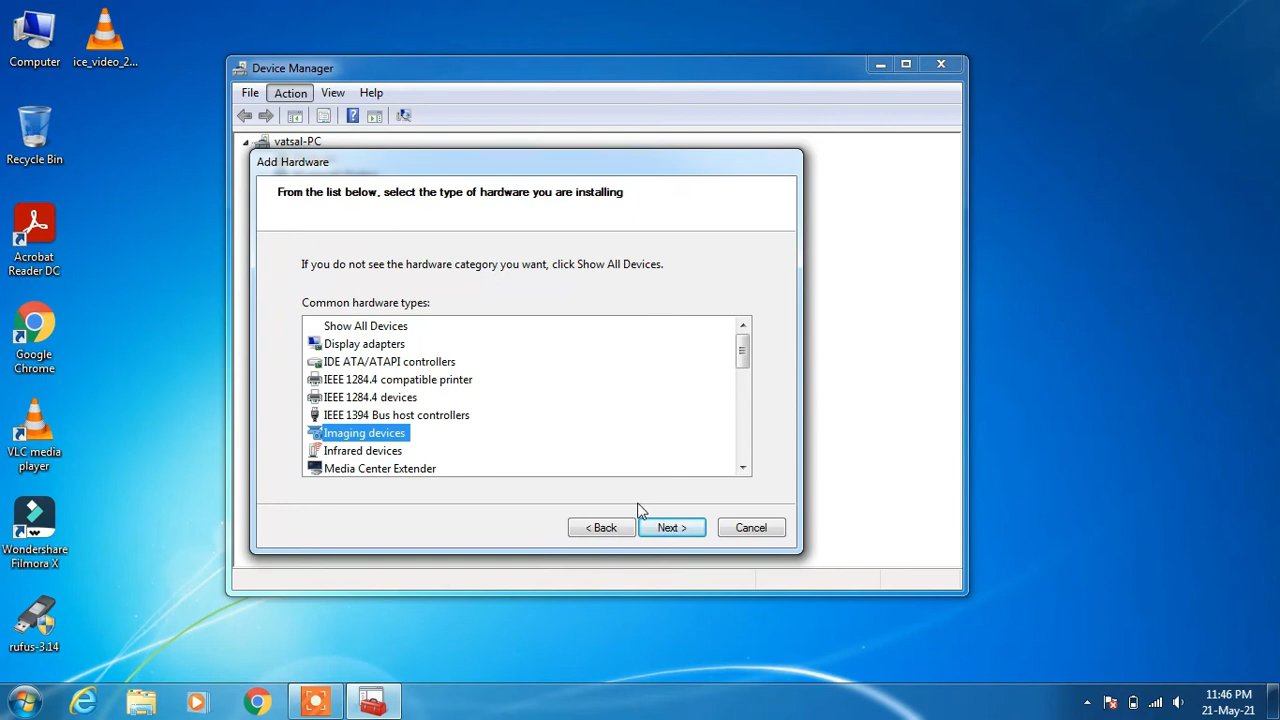 Computer
ice_video_2...
Recycle Bin
Acrobat
Reader DC
Google
Chrome
VLC media
player
Wondershare
Filmora X
rufus-3.14
Device Manager
File Action View Help
vatsal-PC
Add Hardware
From the list below, select the type of hardware you are installing
If you do not see the hardware category you want, click Show All Devices.
Common hardware types:
Show All Devices
Display adapters
IDE ATA/ATAPI controllers
IEEE 1284.4 compatible printer
IEEE 1284.4 devices
IEEE 1394 Bus host controllers
Imaging devices
Infrared devices
Media Center Extender
< Back Next > Cancel
11:46 PM
21-May-21